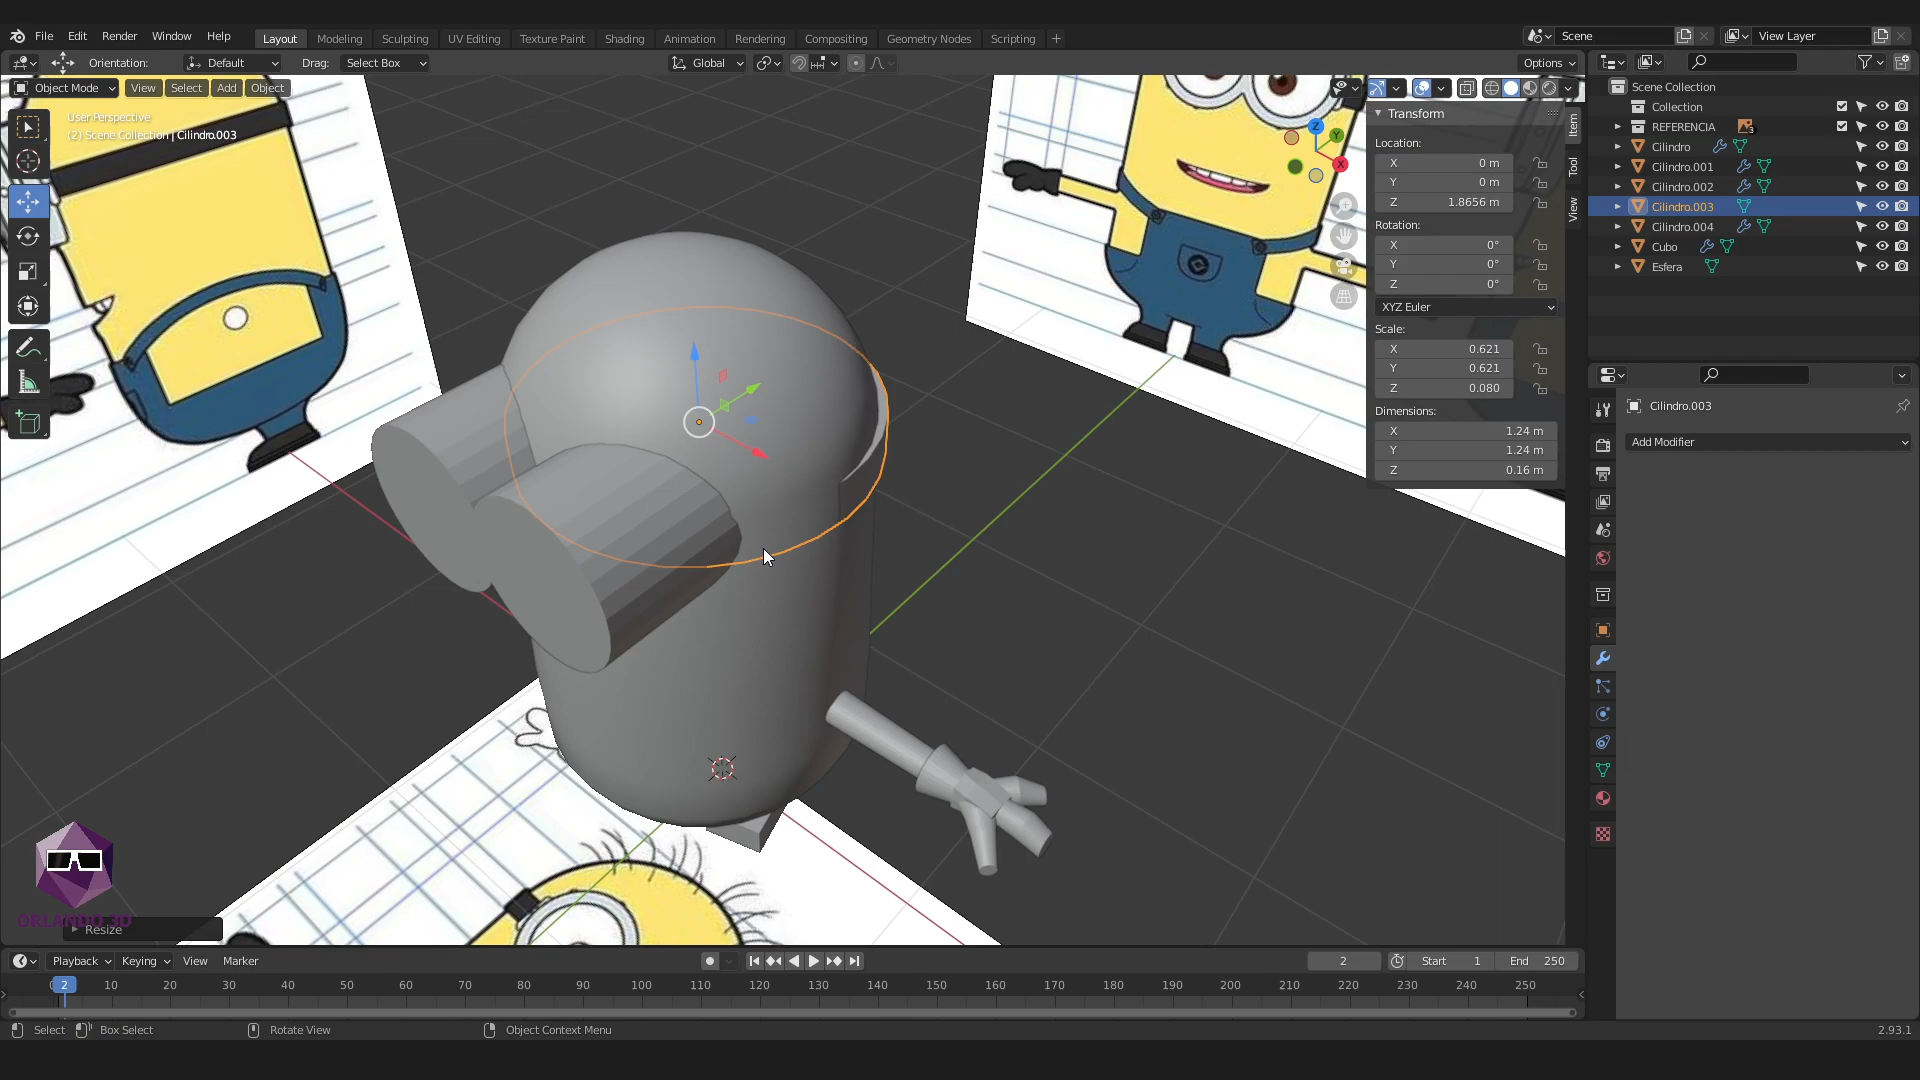 File Edit Render Window Help Layout Modeling Sculpting UV Editing Texture Paint Shading Animation Rendering Compositing Geometry Nodes Scripting + Scene View Layer
Orientation: Default Drag: Select Box Global Options
Object Mode View Select Add Object
User Perspective
(2) Scene Collection | Cilindro.003
Z
Y
X
Transform
Location:
X 0 m
Y 0 m
Z 1.8656 m
Rotation:
X 0°
Y 0°
Z 0°
XYZ Euler
Scale:
X 0.621
Y 0.621
Z 0.080
Dimensions:
X 1.24 m
Y 1.24 m
Z 0.16 m
Item
Tool
View
Scene Collection
Collection
REFERENCIA 3
Cilindro
Cilindro.001
Cilindro.002
Cilindro.003
Cilindro.004
Cubo
Esfera
Cilindro.003
Add Modifier
ORLANDO 3D
Resize
Playback Keying View Marker 2 Start 1 End 250
0 2 10 20 30 40 50 60 70 80 90 100 110 120 130 140 150 160 170 180 190 200 210 220 230 240 250
Select Box Select Rotate View Object Context Menu 2.93.1